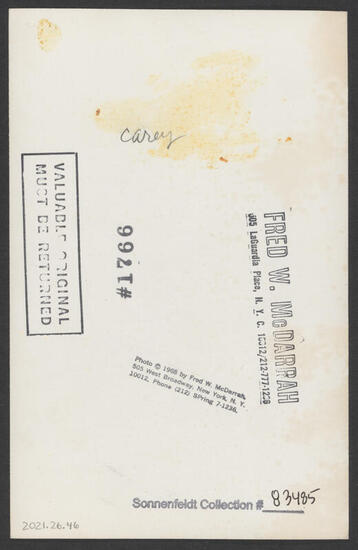 carey
VALUABLE ORIGINAL
MUST BE RETURNED
#1266
FRED W. McDARRAH
505 LaGuardia Place, N. Y. C. 10012/212-777-1236
Photo © 1968 by Fred W. McDarrah,
505 West Broadway, New York, N. Y.
10012. Phone (212) SPring 7-1236.
Sonnenfeldt Collection # 83485
2021.26.46